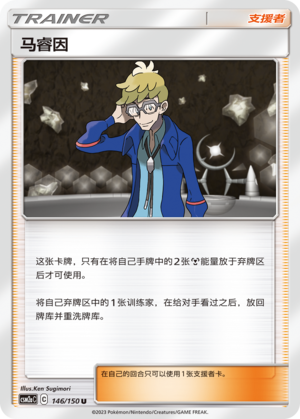 TRAINER 支援者
马睿因
这张卡牌，只有在将自己手牌中的2张能量放于弃牌区
后才可使用。
将自己弃牌区中的1张训练家，在给对手看过之后，放回
牌库并重洗牌库。
在自己的回合只可以使用1张支援者卡。
Illus.Ken Sugimori
CSM2a C C 146/150 U
©2023 Pokémon/Nintendo/Creatures/GAME FREAK.